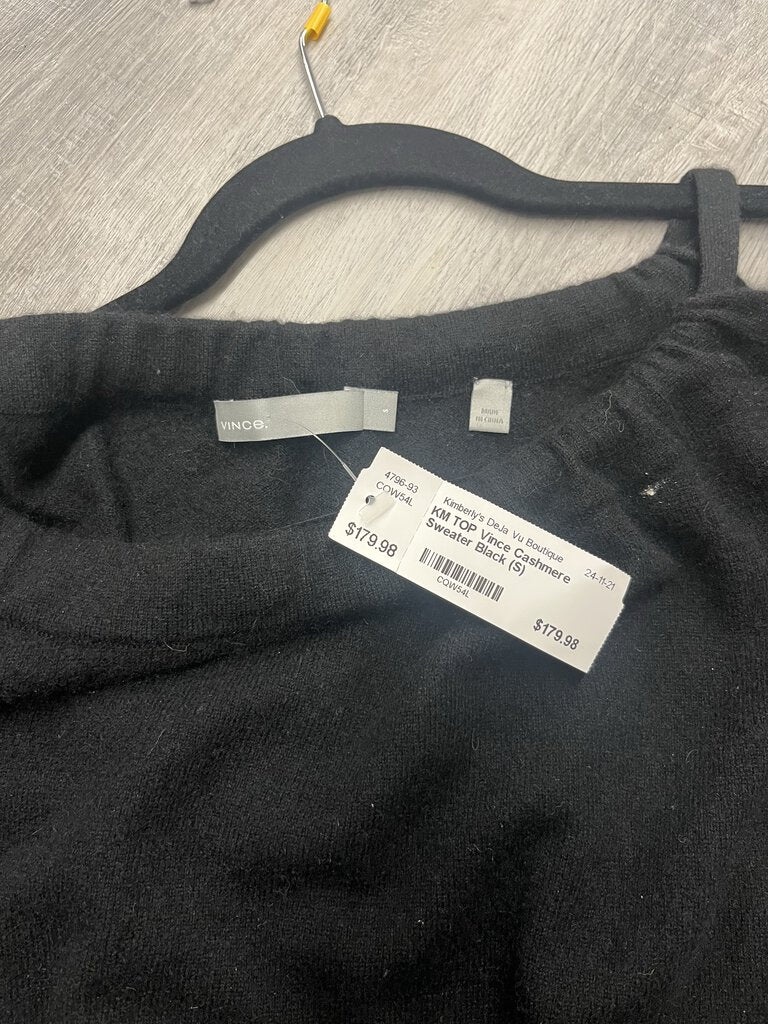 VINCE.
S
MADE
IN CHINA
4796-93
COW54L
$179.98
Kimberly's DeJa Vu Boutique
KM TOP Vince Cashmere
Sweater Black (S)
24-11-21
COW54L
$179.98